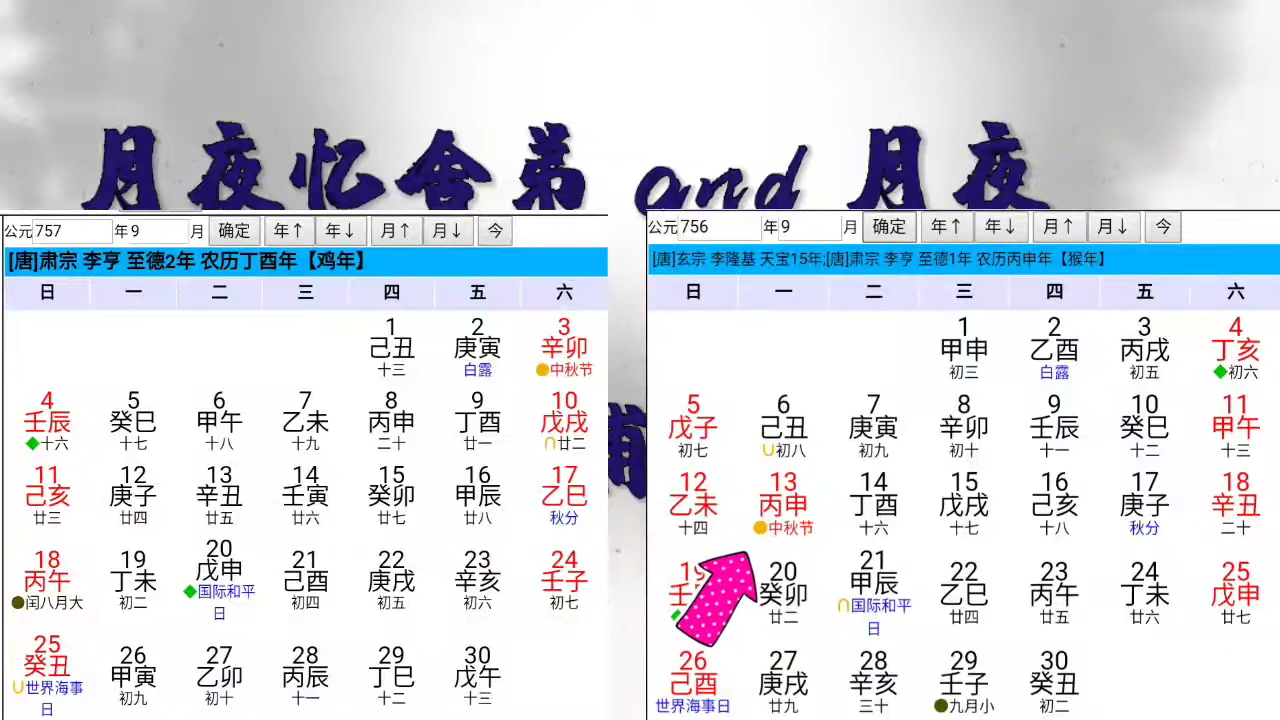 月夜忆舍弟 and 月夜
甫
公元757年9月 确定 年↑ 年↓ 月↑ 月↓ 今
[唐]肃宗 李亨 至德2年 农历丁酉年【鸡年】
日 一 二 三 四 五 六
1 2 3
己丑 庚寅 辛卯
十三 白露 中秋节
4 5 6 7 8 9 10
壬辰 癸巳 甲午 乙未 丙申 丁酉 戊戌
十六 十七 十八 十九 二十 廿一 廿二
11 12 13 14 15 16 17
己亥 庚子 辛丑 壬寅 癸卯 甲辰 乙巳
廿三 廿四 廿五 廿六 廿七 廿八 秋分
18 19 20 21 22 23 24
丙午 丁未 戊申 己酉 庚戌 辛亥 壬子
闰八月大 初二 国际和平日 初四 初五 初六 初七
25 26 27 28 29 30
癸丑 甲寅 乙卯 丙辰 丁巳 戊午
世界海事日 初九 初十 十一 十二 十三
公元756年9月 确定 年↑ 年↓ 月↑ 月↓ 今
[唐]玄宗 李隆基 天宝15年;[唐]肃宗 李亨 至德1年 农历丙申年【猴年】
日 一 二 三 四 五 六
1 2 3 4
甲申 乙酉 丙戌 丁亥
初三 白露 初五 初六
5 6 7 8 9 10 11
戊子 己丑 庚寅 辛卯 壬辰 癸巳 甲午
初七 初八 初九 初十 十一 十二 十三
12 13 14 15 16 17 18
乙未 丙申 丁酉 戊戌 己亥 庚子 辛丑
十四 中秋节 十六 十七 十八 秋分 二十
19 20 21 22 23 24 25
壬 癸卯 甲辰 乙巳 丙午 丁未 戊申
廿二 国际和平日 廿四 廿五 廿六 廿七
26 27 28 29 30
己酉 庚戌 辛亥 壬子 癸丑
世界海事日 廿九 三十 九月小 初二